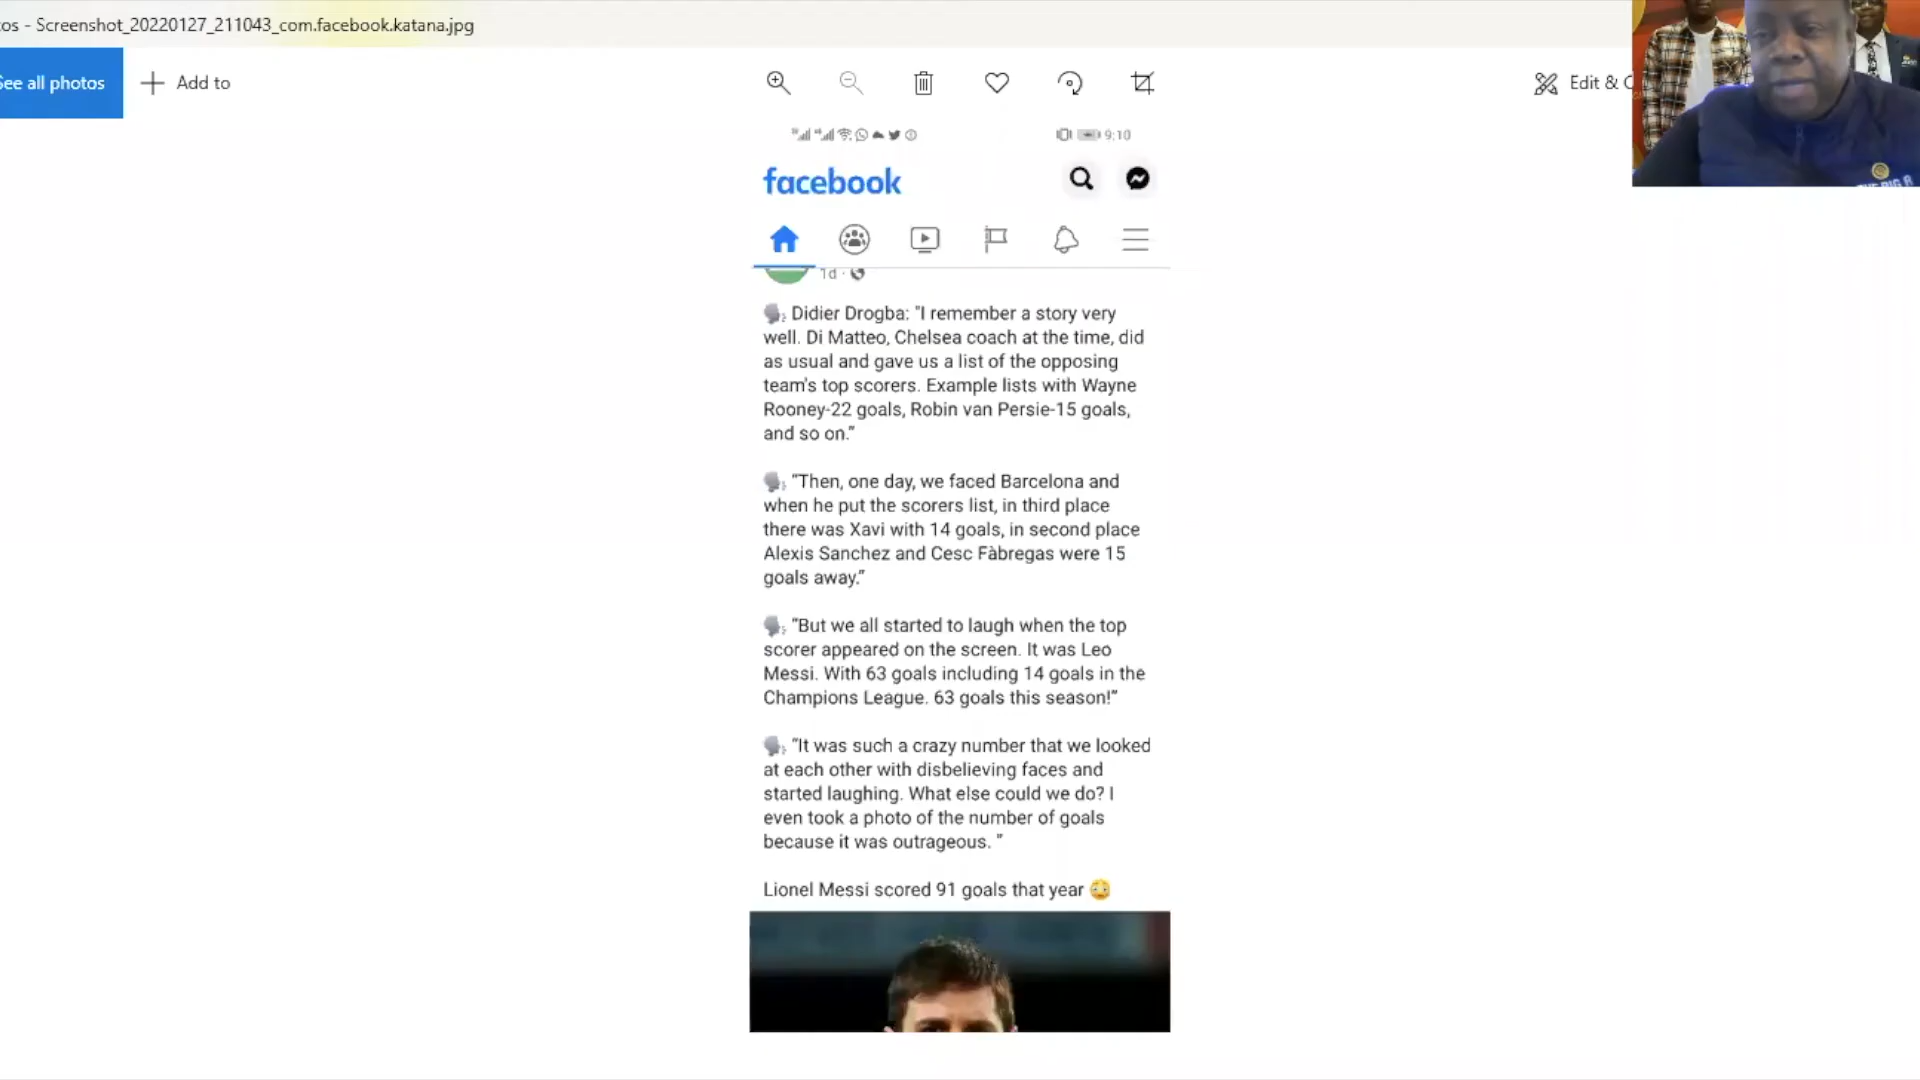 os - Screenshot_20220127_211043_com.facebook.katana.jpg
See all photos
Add to
Edit &
9:10
facebook
1d ·
Didier Drogba: "I remember a story very
well. Di Matteo, Chelsea coach at the time, did
as usual and gave us a list of the opposing
team's top scorers. Example lists with Wayne
Rooney-22 goals, Robin van Persie-15 goals,
and so on.”
“Then, one day, we faced Barcelona and
when he put the scorers list, in third place
there was Xavi with 14 goals, in second place
Alexis Sanchez and Cesc Fàbregas were 15
goals away.”
“But we all started to laugh when the top
scorer appeared on the screen. It was Leo
Messi. With 63 goals including 14 goals in the
Champions League. 63 goals this season!”
“It was such a crazy number that we looked
at each other with disbelieving faces and
started laughing. What else could we do? I
even took a photo of the number of goals
because it was outrageous. ”
Lionel Messi scored 91 goals that year 😳